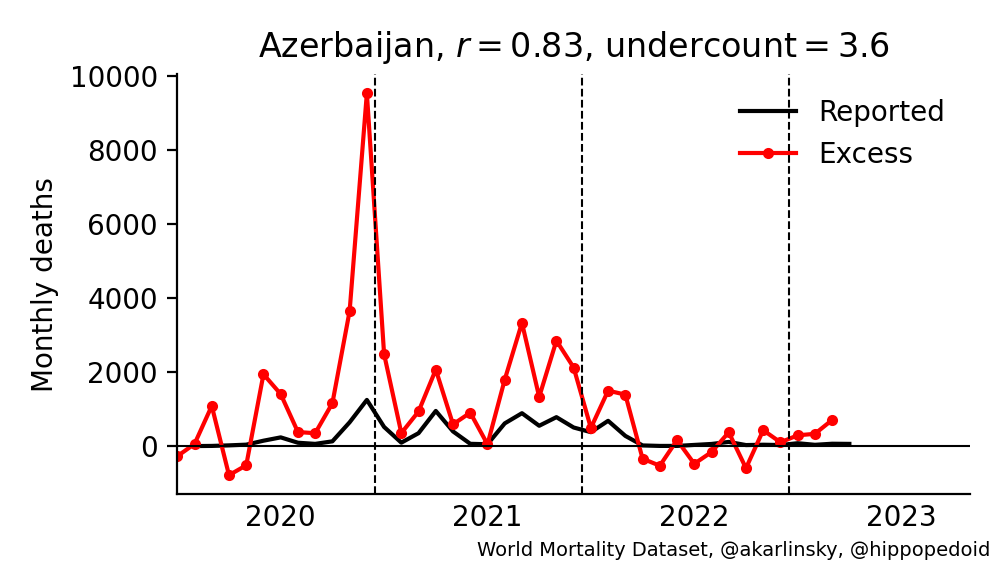 Azerbaijan, r = 0.83, undercount = 3.6
10000
8000
6000
4000
2000
0
Monthly deaths
Reported
Excess
2020 2021 2022 2023
World Mortality Dataset, @akarlinsky, @hippopedoid